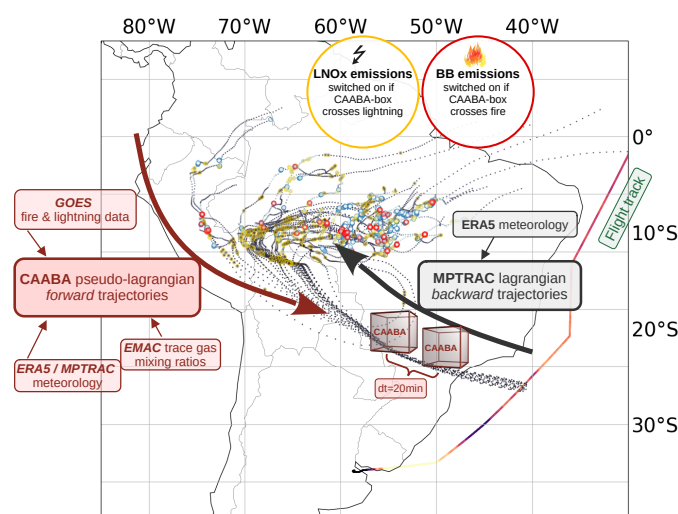 80°W 70°W 60°W 50°W 40°W
LNOx emissions
switched on if
CAABA-box
crosses lightning
BB emissions
switched on if
CAABA-box
crosses fire
0°
10°S
20°S
30°S
Flight track
GOES
fire & lightning data
ERA5 meteorology
CAABA pseudo-lagrangian
forward trajectories
MPTRAC lagrangian
backward trajectories
CAABA
CAABA
EMAC trace gas
mixing ratios
ERA5 / MPTRAC
meteorology
dt=20min